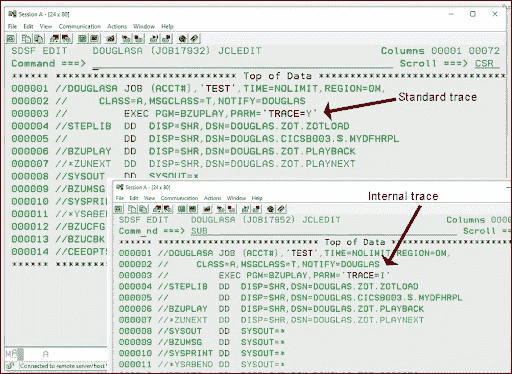 Session A - [24 x 80]
File Edit View Communication Actions Window Help
SDSF EDIT DOUGLASA (JOB17932) JCLEDIT Columns 00001 00072
Command ===> Scroll ===> CSR
****** ***************************** Top of Data ******************************
000001 //DOUGLASA JOB (ACCT#),'TEST',TIME=NOLIMIT,REGION=0M,
000002 // CLASS=A,MSGCLASS=T,NOTIFY=DOUGLAS
000003 // EXEC PGM=BZUPLAY,PARM='TRACE=Y'
Standard trace
000004 //STEPLIB DD DISP=SHR,DSN=DOUGLAS.ZOT.ZOTLOAD
000005 // DD DISP=SHR,DSN=DOUGLAS.CICSB003.S.MYDFHRPL
000006 //BZUPLAY DD DISP=SHR,DSN=DOUGLAS.ZOT.PLAYBACK
000007 //*ZUNEXT DD DISP=SHR,DSN=DOUGLAS.ZOT.PLAYNEXT
000008 //SYSOUT DD SYSOUT=*
000009 //BZUMSG
000010 //SYSPRI
000011 //*YSABE
000012 //BZUCFG
000013 //BZUCBK
000014 //CEEOPTS
****** *******
MA A
Connected to remote server/host
Internal trace
Session A - [24 x 80]
File Edit View Communication Actions Window Help
SDSF EDIT DOUGLASA (JOB17952) JCLEDIT Columns 0000
Comm_nd ===> SUB Scroll ==
****** ***************************** Top of Data *********************
000001 //DOUGLASA JOB (ACCT#),'TEST',TIME=NOLIMIT,REGION=0M,
000002 // CLASS=A,MSGCLASS=T,NOTIFY=DOUGLAS
000003 // EXEC PGM=BZUPLAY,PARM='TRACE=I'
000004 //STEPLIB DD DISP=SHR,DSN=DOUGLAS.ZOT.ZOTLOAD
000005 // DD DISP=SHR,DSN=DOUGLAS.CICSB003.S.MYDFHRPL
000006 //BZUPLAY DD DISP=SHR,DSN=DOUGLAS.ZOT.PLAYBACK
000007 //*ZUNEXT DD DISP=SHR,DSN=DOUGLAS.ZOT.PLAYNEXT
000008 //SYSOUT DD SYSOUT=*
000009 //BZUMSG DD SYSOUT=*
000010 //SYSPRINT DD SYSOUT=*
000011 //*YSABEND DD SYSOUT=*